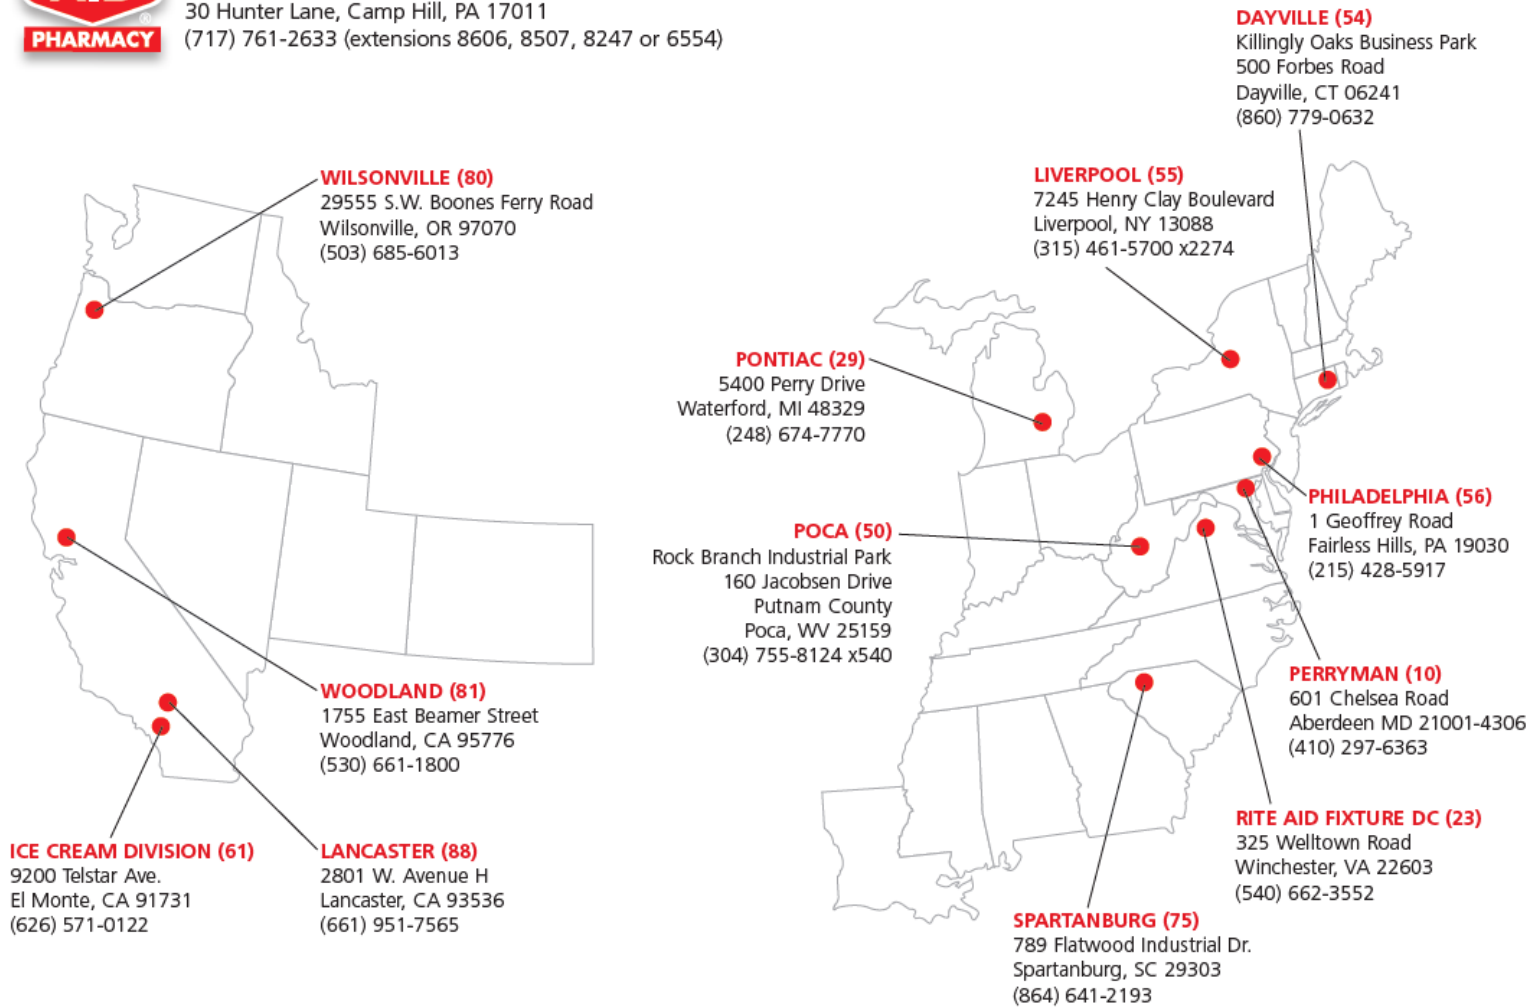 PHARMACY
®
30 Hunter Lane, Camp Hill, PA 17011
(717) 761-2633 (extensions 8606, 8507, 8247 or 6554)
DAYVILLE (54)
Killingly Oaks Business Park
500 Forbes Road
Dayville, CT 06241
(860) 779-0632
WILSONVILLE (80)
29555 S.W. Boones Ferry Road
Wilsonville, OR 97070
(503) 685-6013
LIVERPOOL (55)
7245 Henry Clay Boulevard
Liverpool, NY 13088
(315) 461-5700 x2274
PONTIAC (29)
5400 Perry Drive
Waterford, MI 48329
(248) 674-7770
PHILADELPHIA (56)
1 Geoffrey Road
Fairless Hills, PA 19030
(215) 428-5917
POCA (50)
Rock Branch Industrial Park
160 Jacobsen Drive
Putnam County
Poca, WV 25159
(304) 755-8124 x540
WOODLAND (81)
1755 East Beamer Street
Woodland, CA 95776
(530) 661-1800
PERRYMAN (10)
601 Chelsea Road
Aberdeen MD 21001-4306
(410) 297-6363
RITE AID FIXTURE DC (23)
325 Welltown Road
Winchester, VA 22603
(540) 662-3552
ICE CREAM DIVISION (61)
9200 Telstar Ave.
El Monte, CA 91731
(626) 571-0122
LANCASTER (88)
2801 W. Avenue H
Lancaster, CA 93536
(661) 951-7565
SPARTANBURG (75)
789 Flatwood Industrial Dr.
Spartanburg, SC 29303
(864) 641-2193